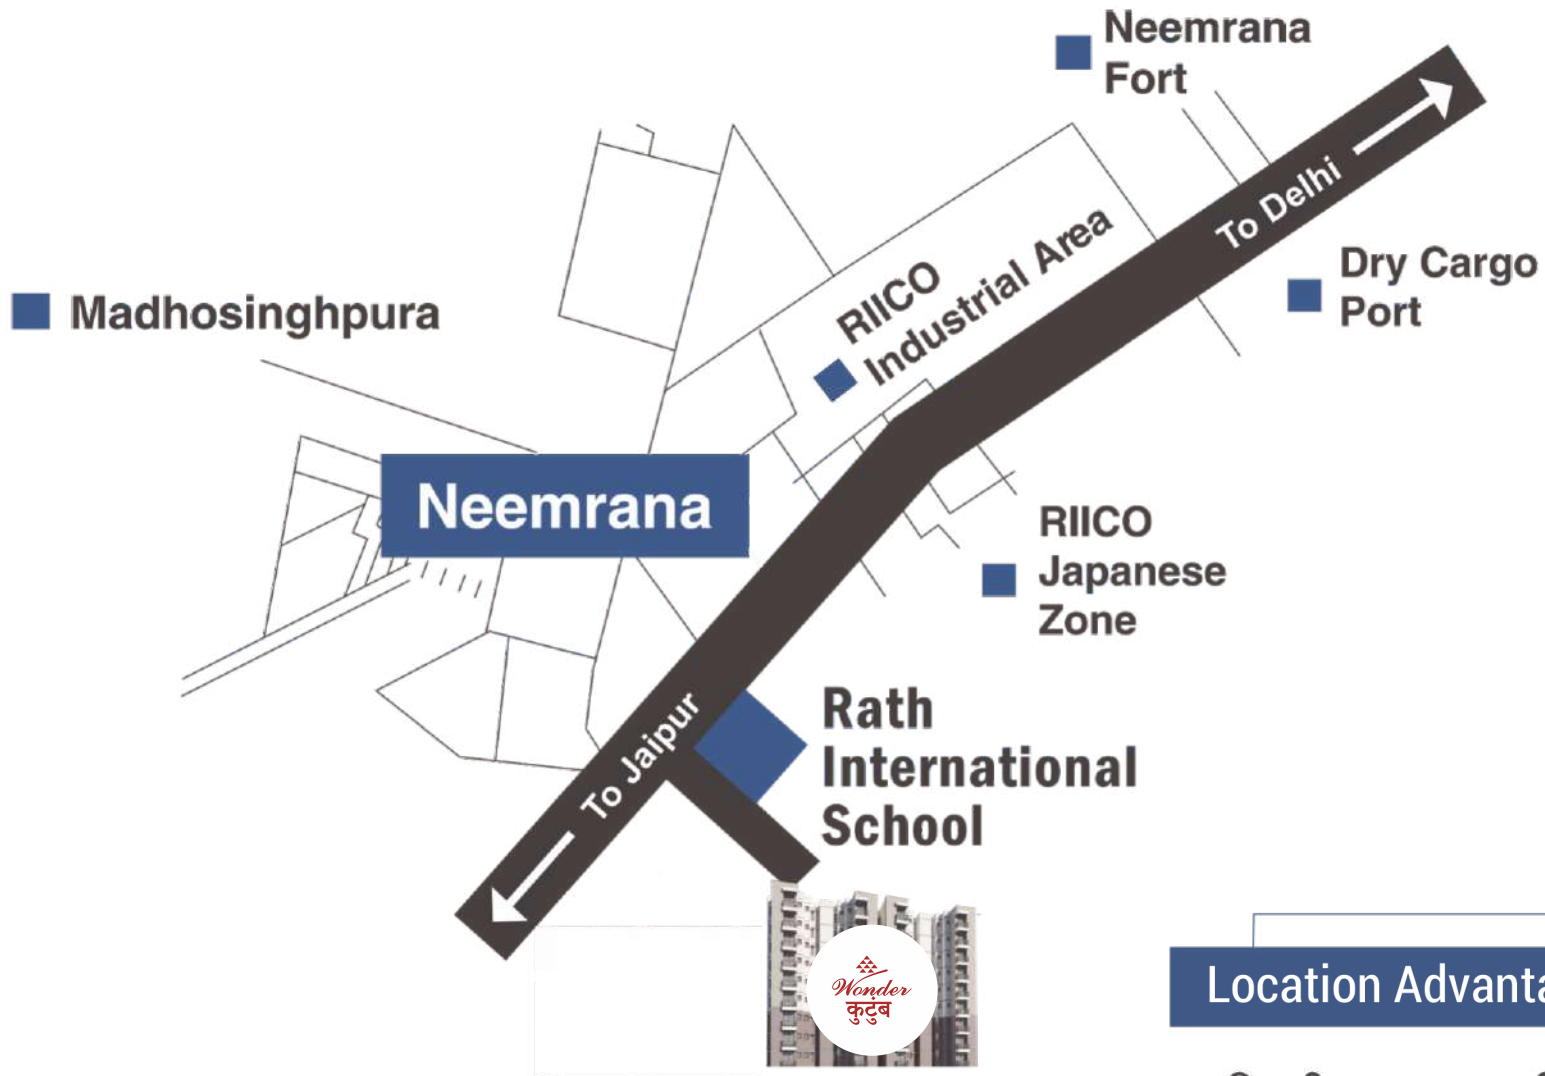 Neemrana
Fort
To Delhi
Dry Cargo
Port
RIICO
Industrial Area
Madhosinghpura
Neemrana
RIICO
Japanese
Zone
Rath
International
School
To Jaipur
Wonder
कुटुंब
Location